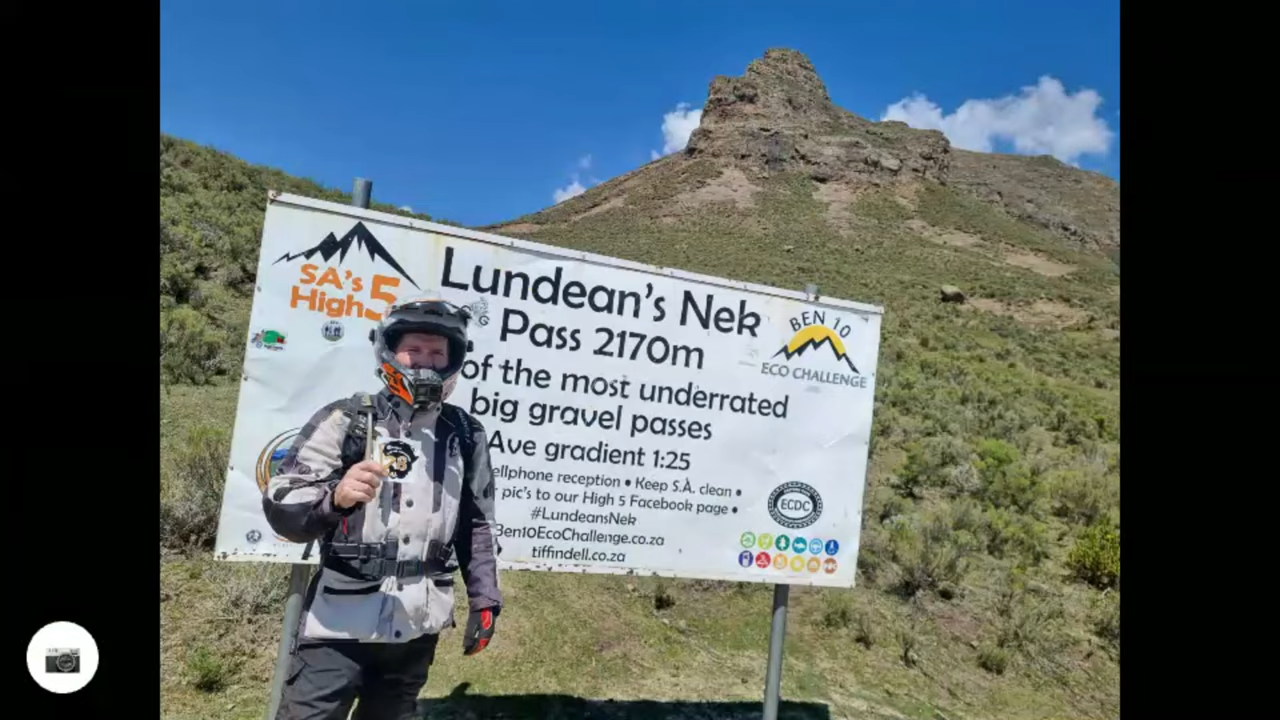 SA's
High 5
Lundean's Nek
Pass 2170m
of the most underrated
big gravel passes
Ave gradient 1:25
ellphone reception • Keep S.A. clean •
pic's to our High 5 Facebook page •
#LundeansNek
Ben10EcoChallenge.co.za
tiffindell.co.za
BEN 10
ECO CHALLENGE
ECDC